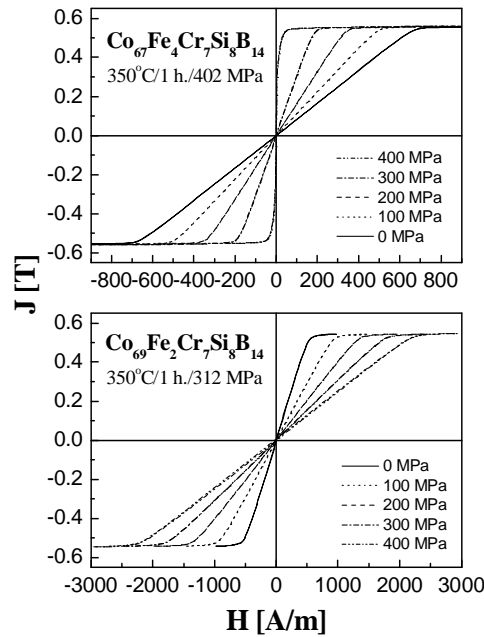 Co67Fe4Cr7Si8B14
350°C/1 h./402 MPa
0.6
0.4
0.2
0.0
-0.2
-0.4
-0.6
400 MPa
300 MPa
200 MPa
100 MPa
0 MPa
-800 -600 -400 -200 0 200 400 600 800
J [T]
Co69Fe2Cr7Si8B14
350°C/1 h./312 MPa
0.6
0.4
0.2
0.0
-0.2
-0.4
-0.6
0 MPa
100 MPa
200 MPa
300 MPa
400 MPa
-3000 -2000 -1000 0 1000 2000 3000
H [A/m]